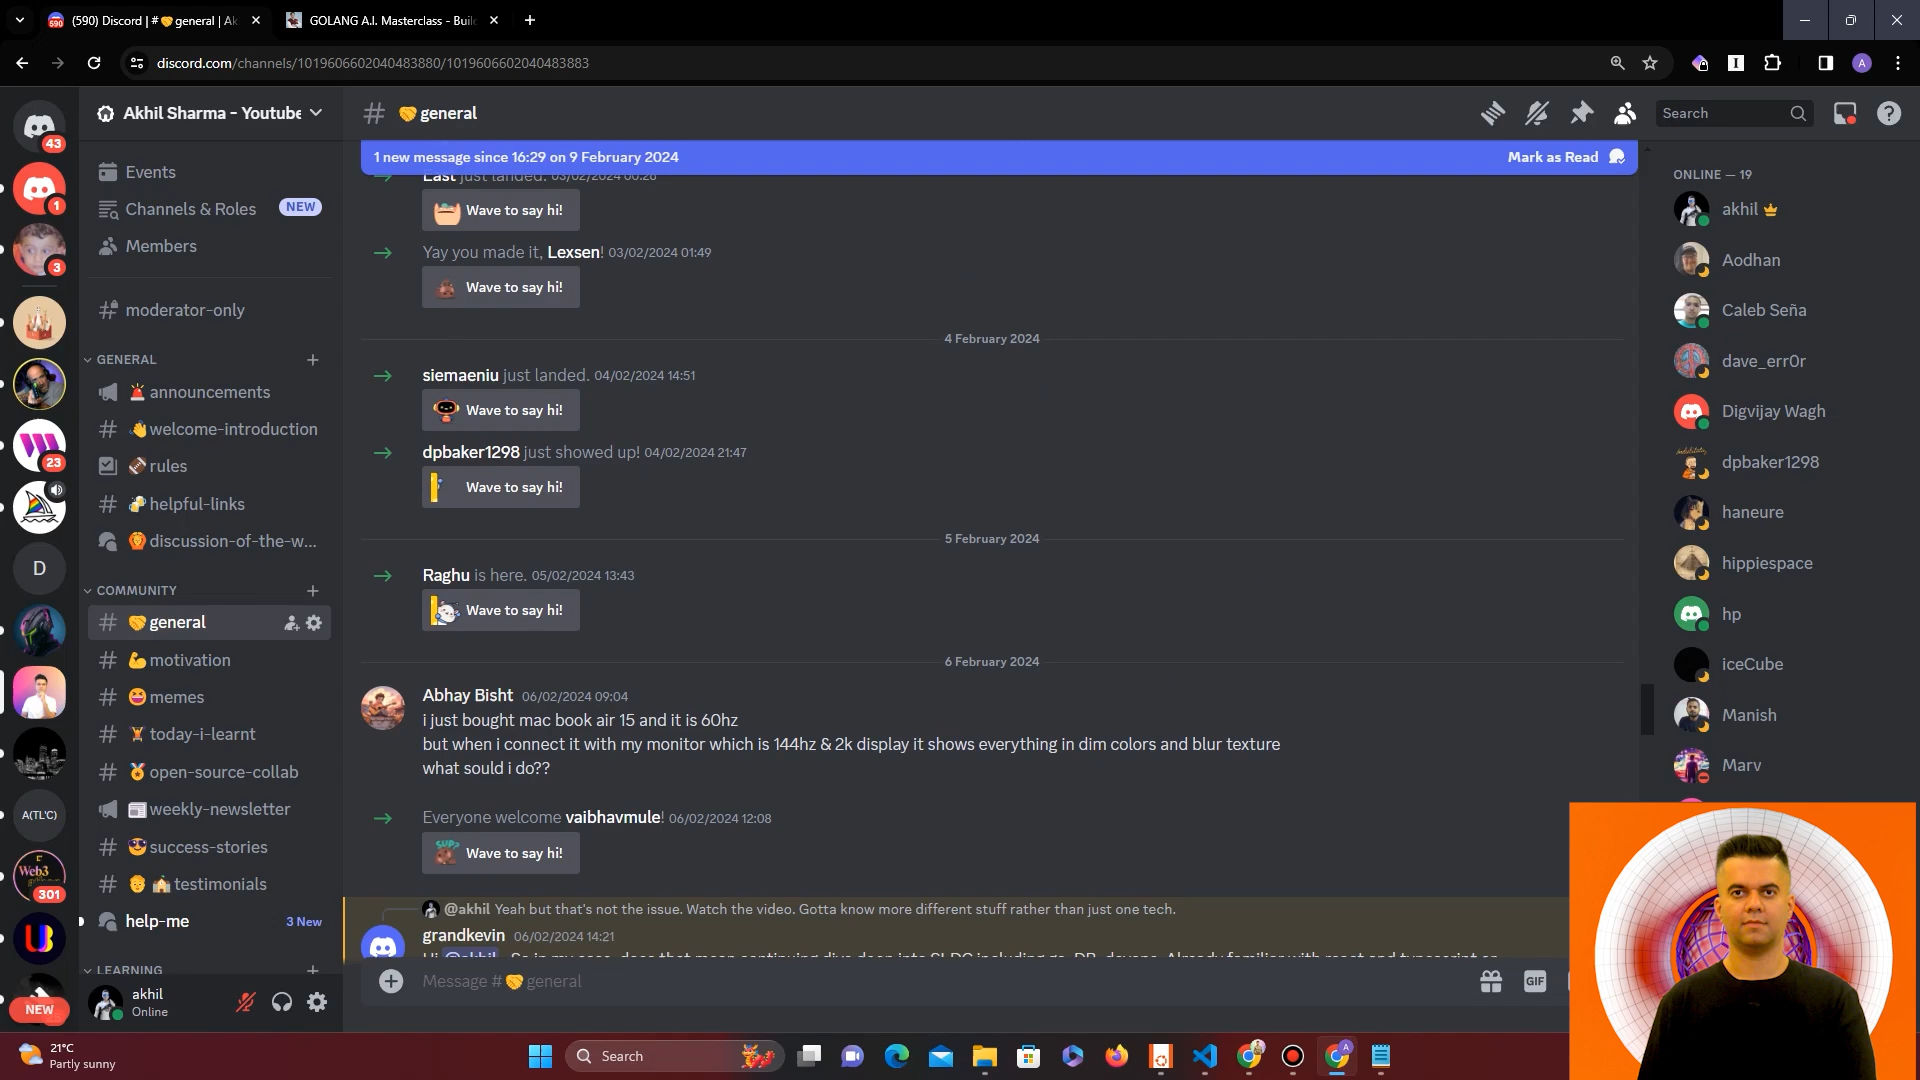 (590) Discord | # general | Ak
GOLANG A.I. Masterclass - Build
discord.com/channels/1019606602040483880/1019606602040483883
43
1
3
23
D
A(TL'C)
Web3
301
NEW
Akhil Sharma - Youtube
Events
Channels & Roles NEW
Members
moderator-only
GENERAL
announcements
welcome-introduction
rules
helpful-links
discussion-of-the-w...
COMMUNITY
general
motivation
memes
today-i-learnt
open-source-collab
weekly-newsletter
success-stories
testimonials
help-me 3 New
LEARNING
akhil
Online
general
Search
1 new message since 16:29 on 9 February 2024 Mark as Read
East just landed. 03/02/2024 00:28
Wave to say hi!
Yay you made it, Lexsen! 03/02/2024 01:49
Wave to say hi!
4 February 2024
siemaeniu just landed. 04/02/2024 14:51
Wave to say hi!
dpbaker1298 just showed up! 04/02/2024 21:47
Wave to say hi!
5 February 2024
Raghu is here. 05/02/2024 13:43
Wave to say hi!
6 February 2024
Abhay Bisht 06/02/2024 09:04
i just bought mac book air 15 and it is 60hz
but when i connect it with my monitor which is 144hz & 2k display it shows everything in dim colors and blur texture
what sould i do??
Everyone welcome vaibhavmule! 06/02/2024 12:08
SUP?
Wave to say hi!
@akhil Yeah but that's not the issue. Watch the video. Gotta know more different stuff rather than just one tech.
grandkevin 06/02/2024 14:21
Message # general
GIF
ONLINE — 19
akhil
Aodhan
Caleb Seña
dave_err0r
Digvijay Wagh
dpbaker1298
haneure
hippiespace
hp
iceCube
Manish
Marv
21°C
Partly sunny
Search